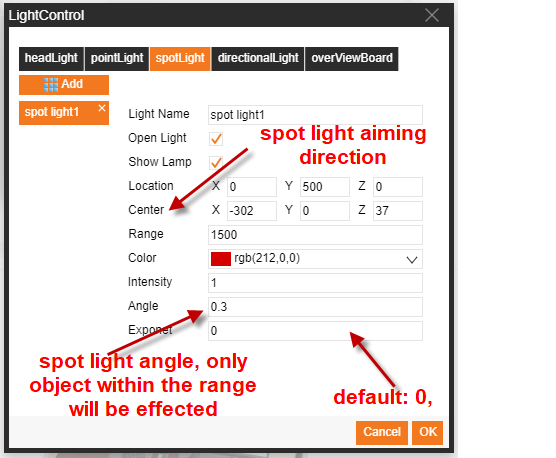 LightControl
headLight pointLight spotLight directionalLight overViewBoard
Add
spot light1
Light Name spot light1
Open Light
spot light aiming
direction
Show Lamp
Location X 0 Y 500 Z 0
Center X -302 Y 0 Z 37
Range 1500
Color rgb(212,0,0)
Intensity 1
Angle 0.3
Exponet 0
spot light angle, only
object within the range
will be effected
default: 0,
Cancel OK